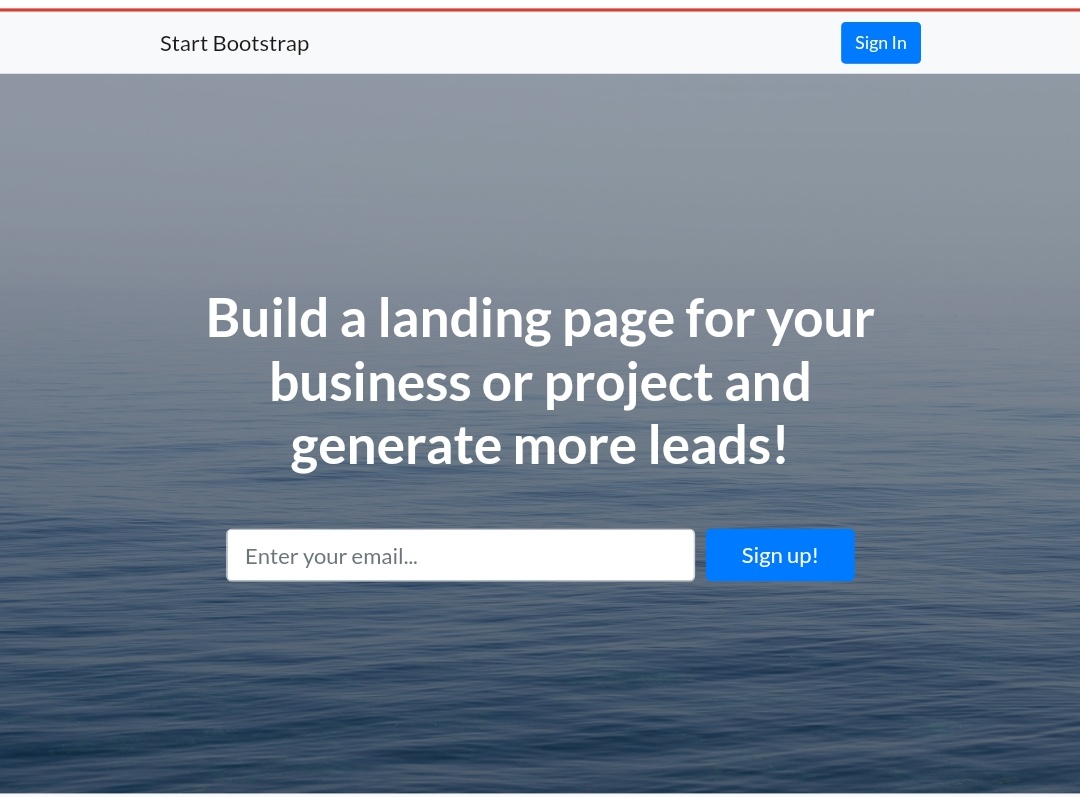 Start Bootstrap
Sign In
Build a landing page for your
business or project and
generate more leads!
Enter your email...
Sign up!